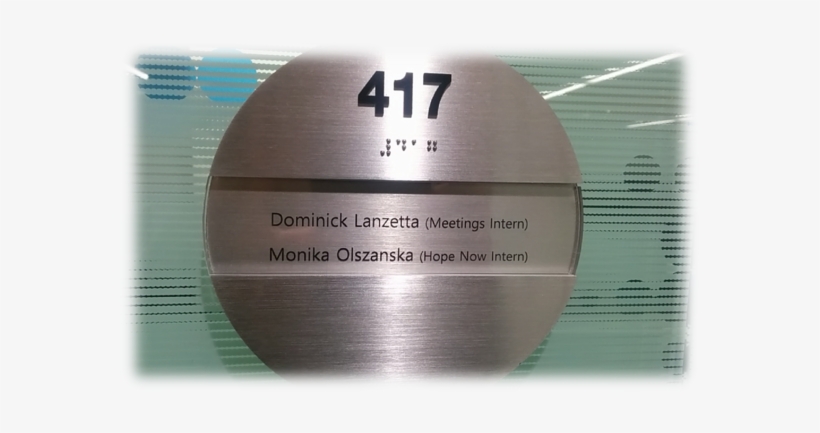 417
⠼⠙⠁⠛
Dominick Lanzetta (Meetings Intern)
Monika Olszanska (Hope Now Intern)